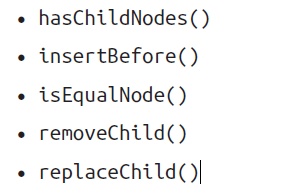 • hasChildNodes()
• insertBefore()
• isEqualNode()
• removeChild()
• replaceChild()